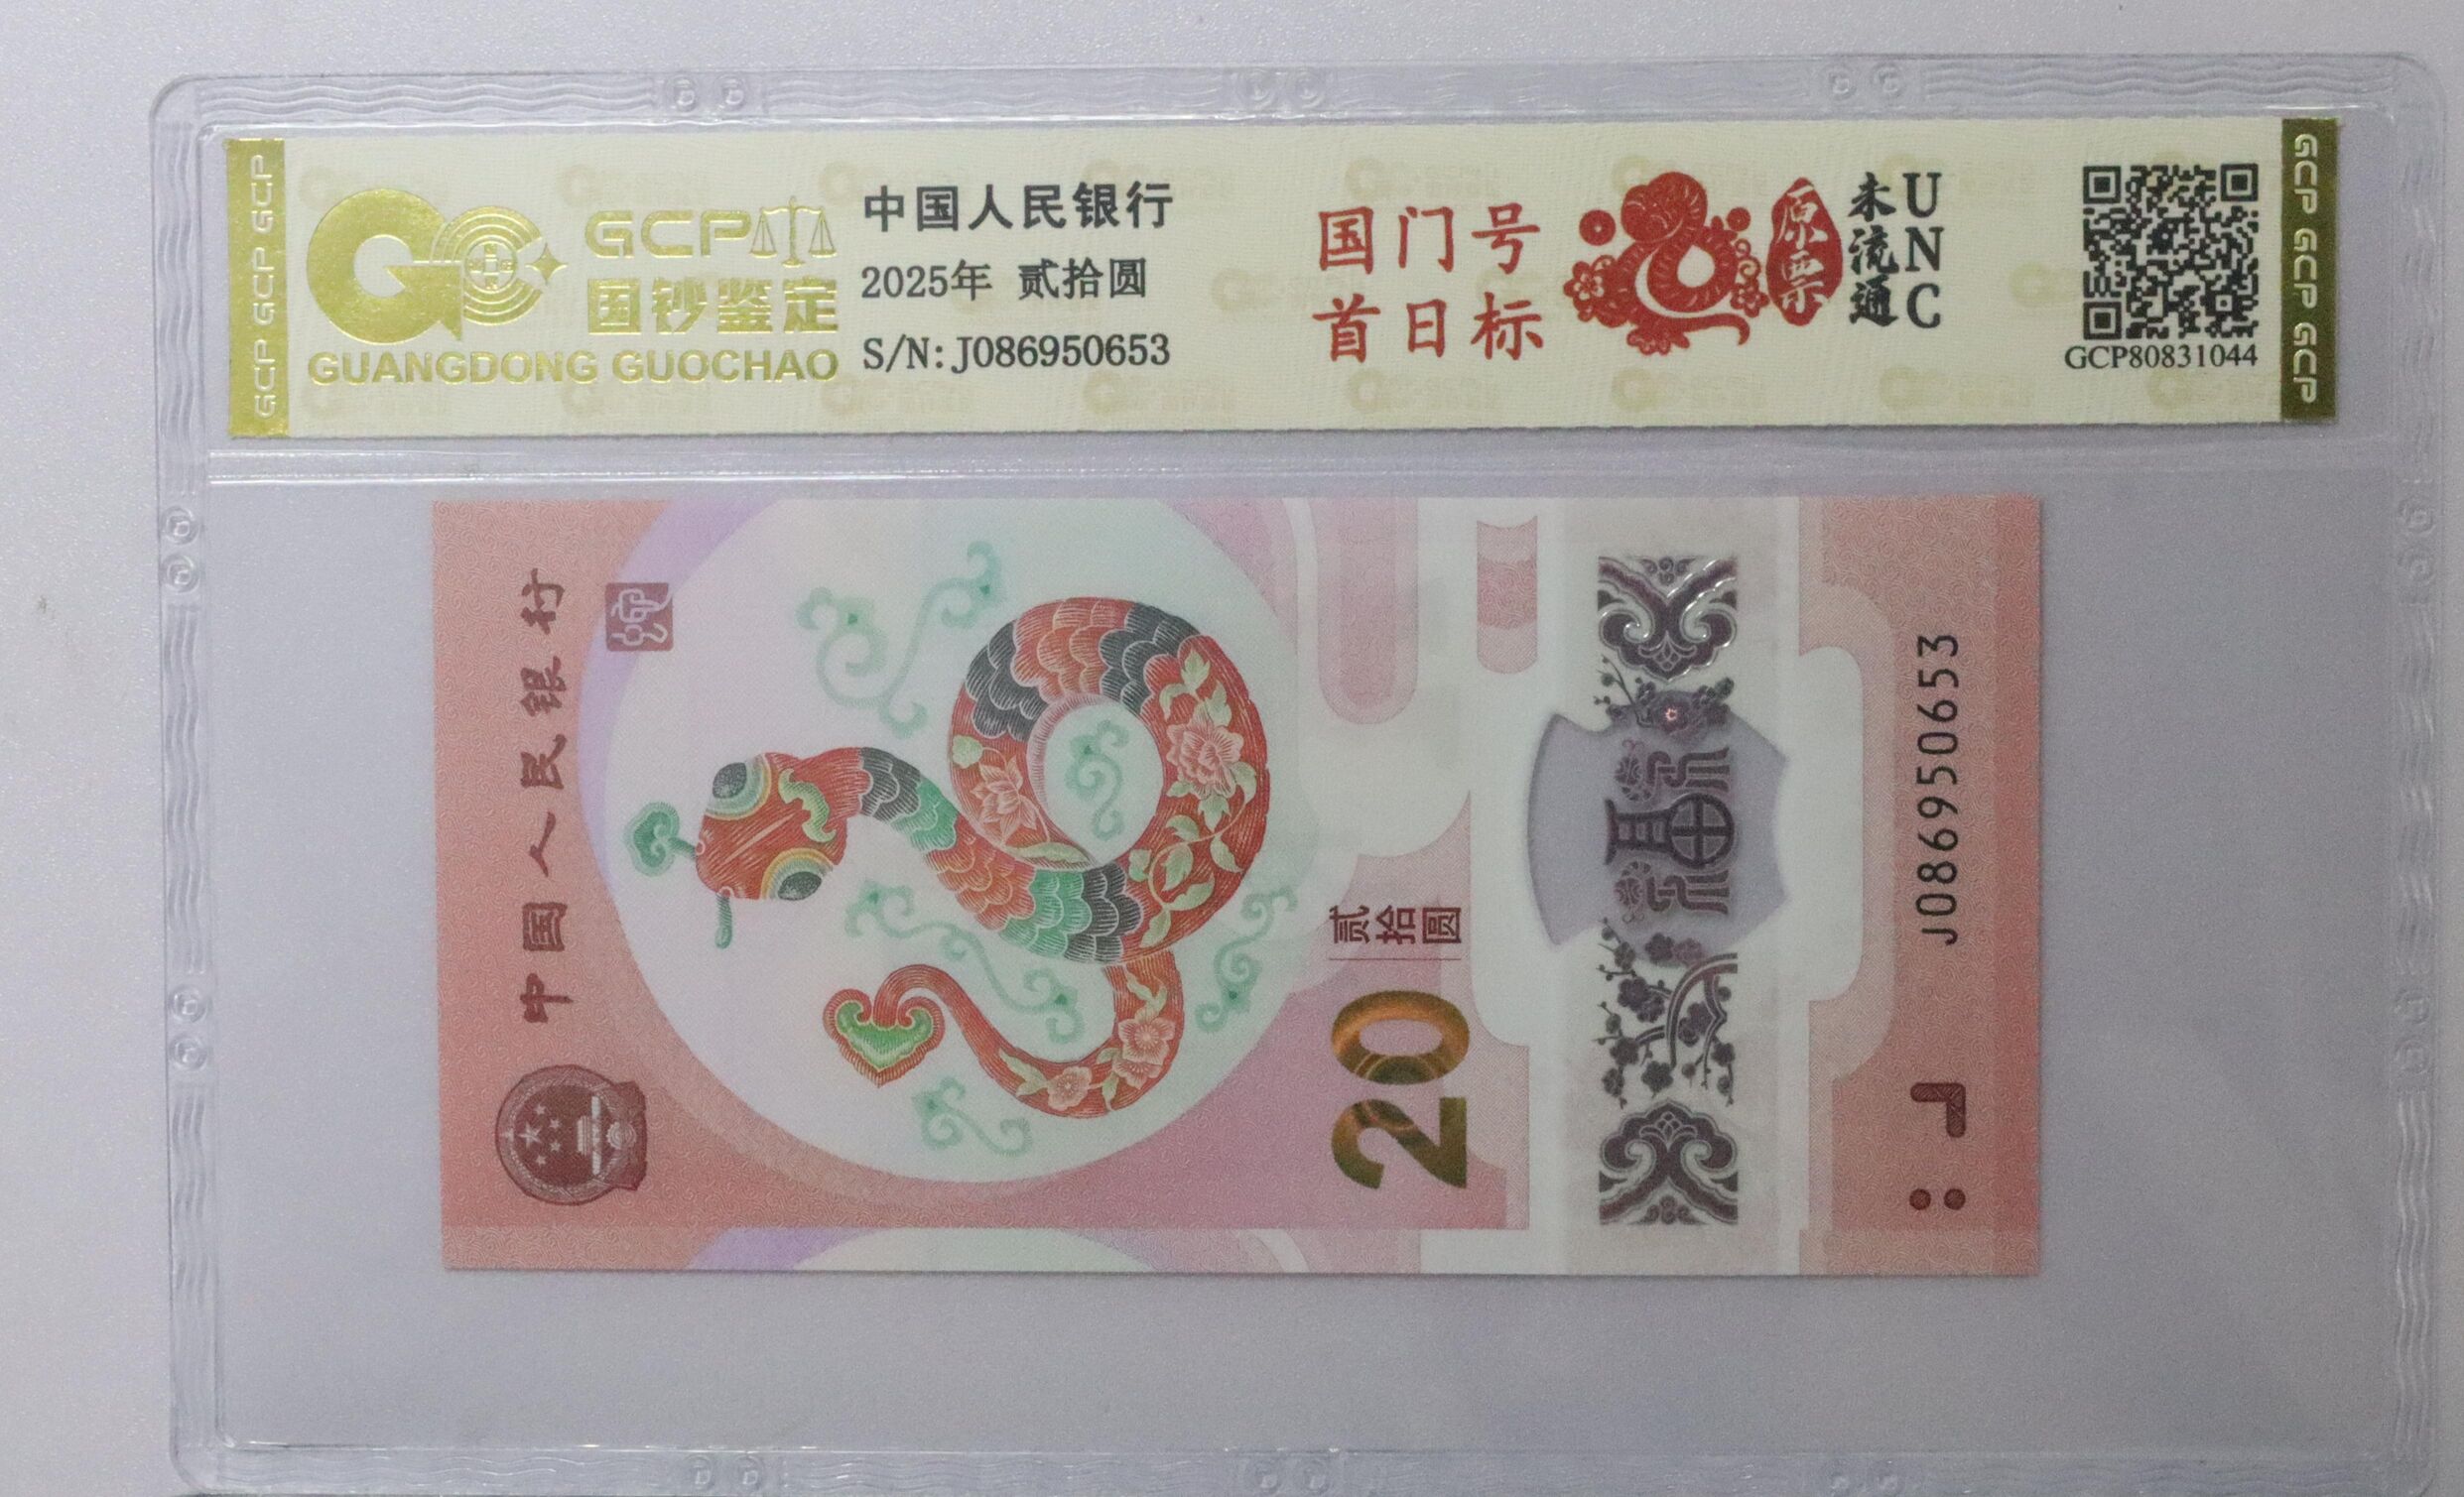 GCP GCP GCP
GCP
国钞鉴定
GUANGDONG GUOCHAO
中国人民银行
2025年 贰拾圆
S/N:J086950653
国门号
首日标
原票
未流通
UNC
GCP80831044
GCP GCP GCP
中国人民银行
蛇
贰拾圆
20
福
J086950653